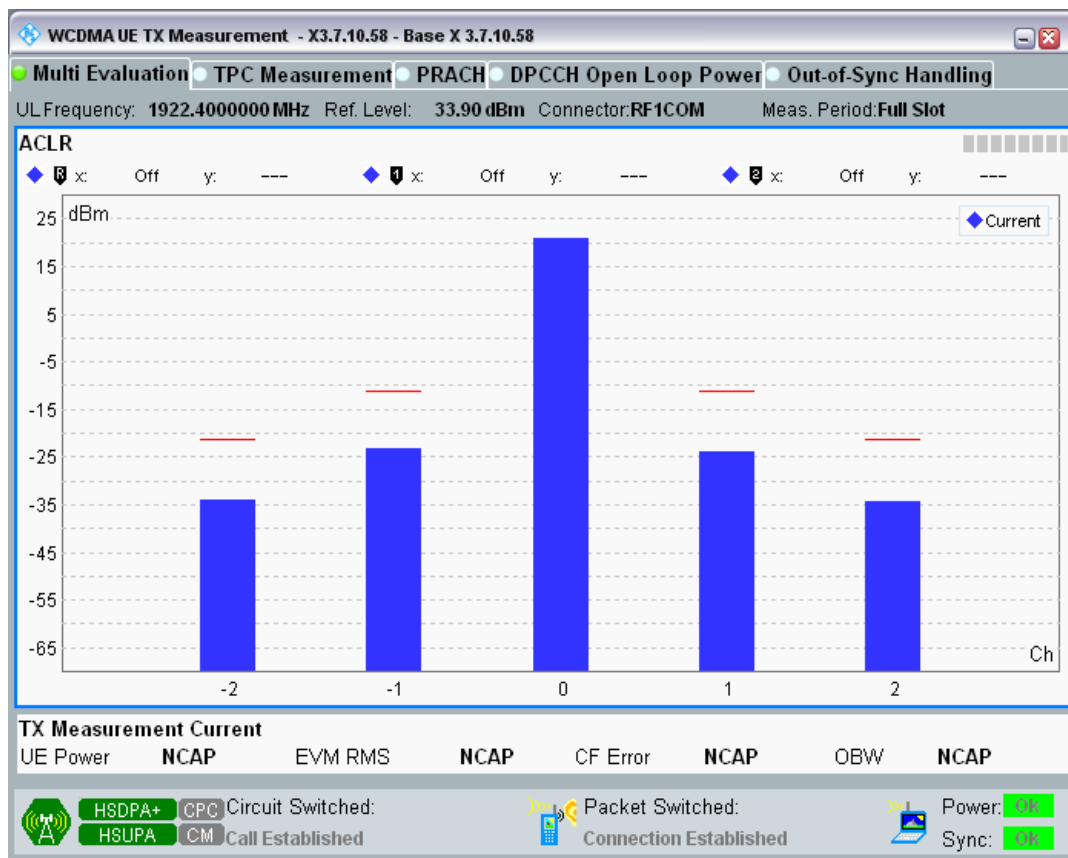 WCDMA UE TX Measurement - X3.7.10.58 - Base X 3.7.10.58
Multi Evaluation TPC Measurement PRACH DPCCH Open Loop Power Out-of-Sync Handling
UL Frequency: 1922.4000000 MHz Ref. Level: 33.90 dBm Connector:RF1COM Meas. Period:Full Slot
ACLR
R x: Off y: --- 1 x: Off y: --- 2 x: Off y: ---
dBm
Current
25
15
5
-5
-15
-25
-35
-45
-55
-65
Ch
-2 -1 0 1 2
TX Measurement Current
UE Power NCAP EVM RMS NCAP CF Error NCAP OBW NCAP
HSDPA+ CPC Circuit Switched: Packet Switched: Power: OK
HSUPA CM Call Established Connection Established Sync: OK